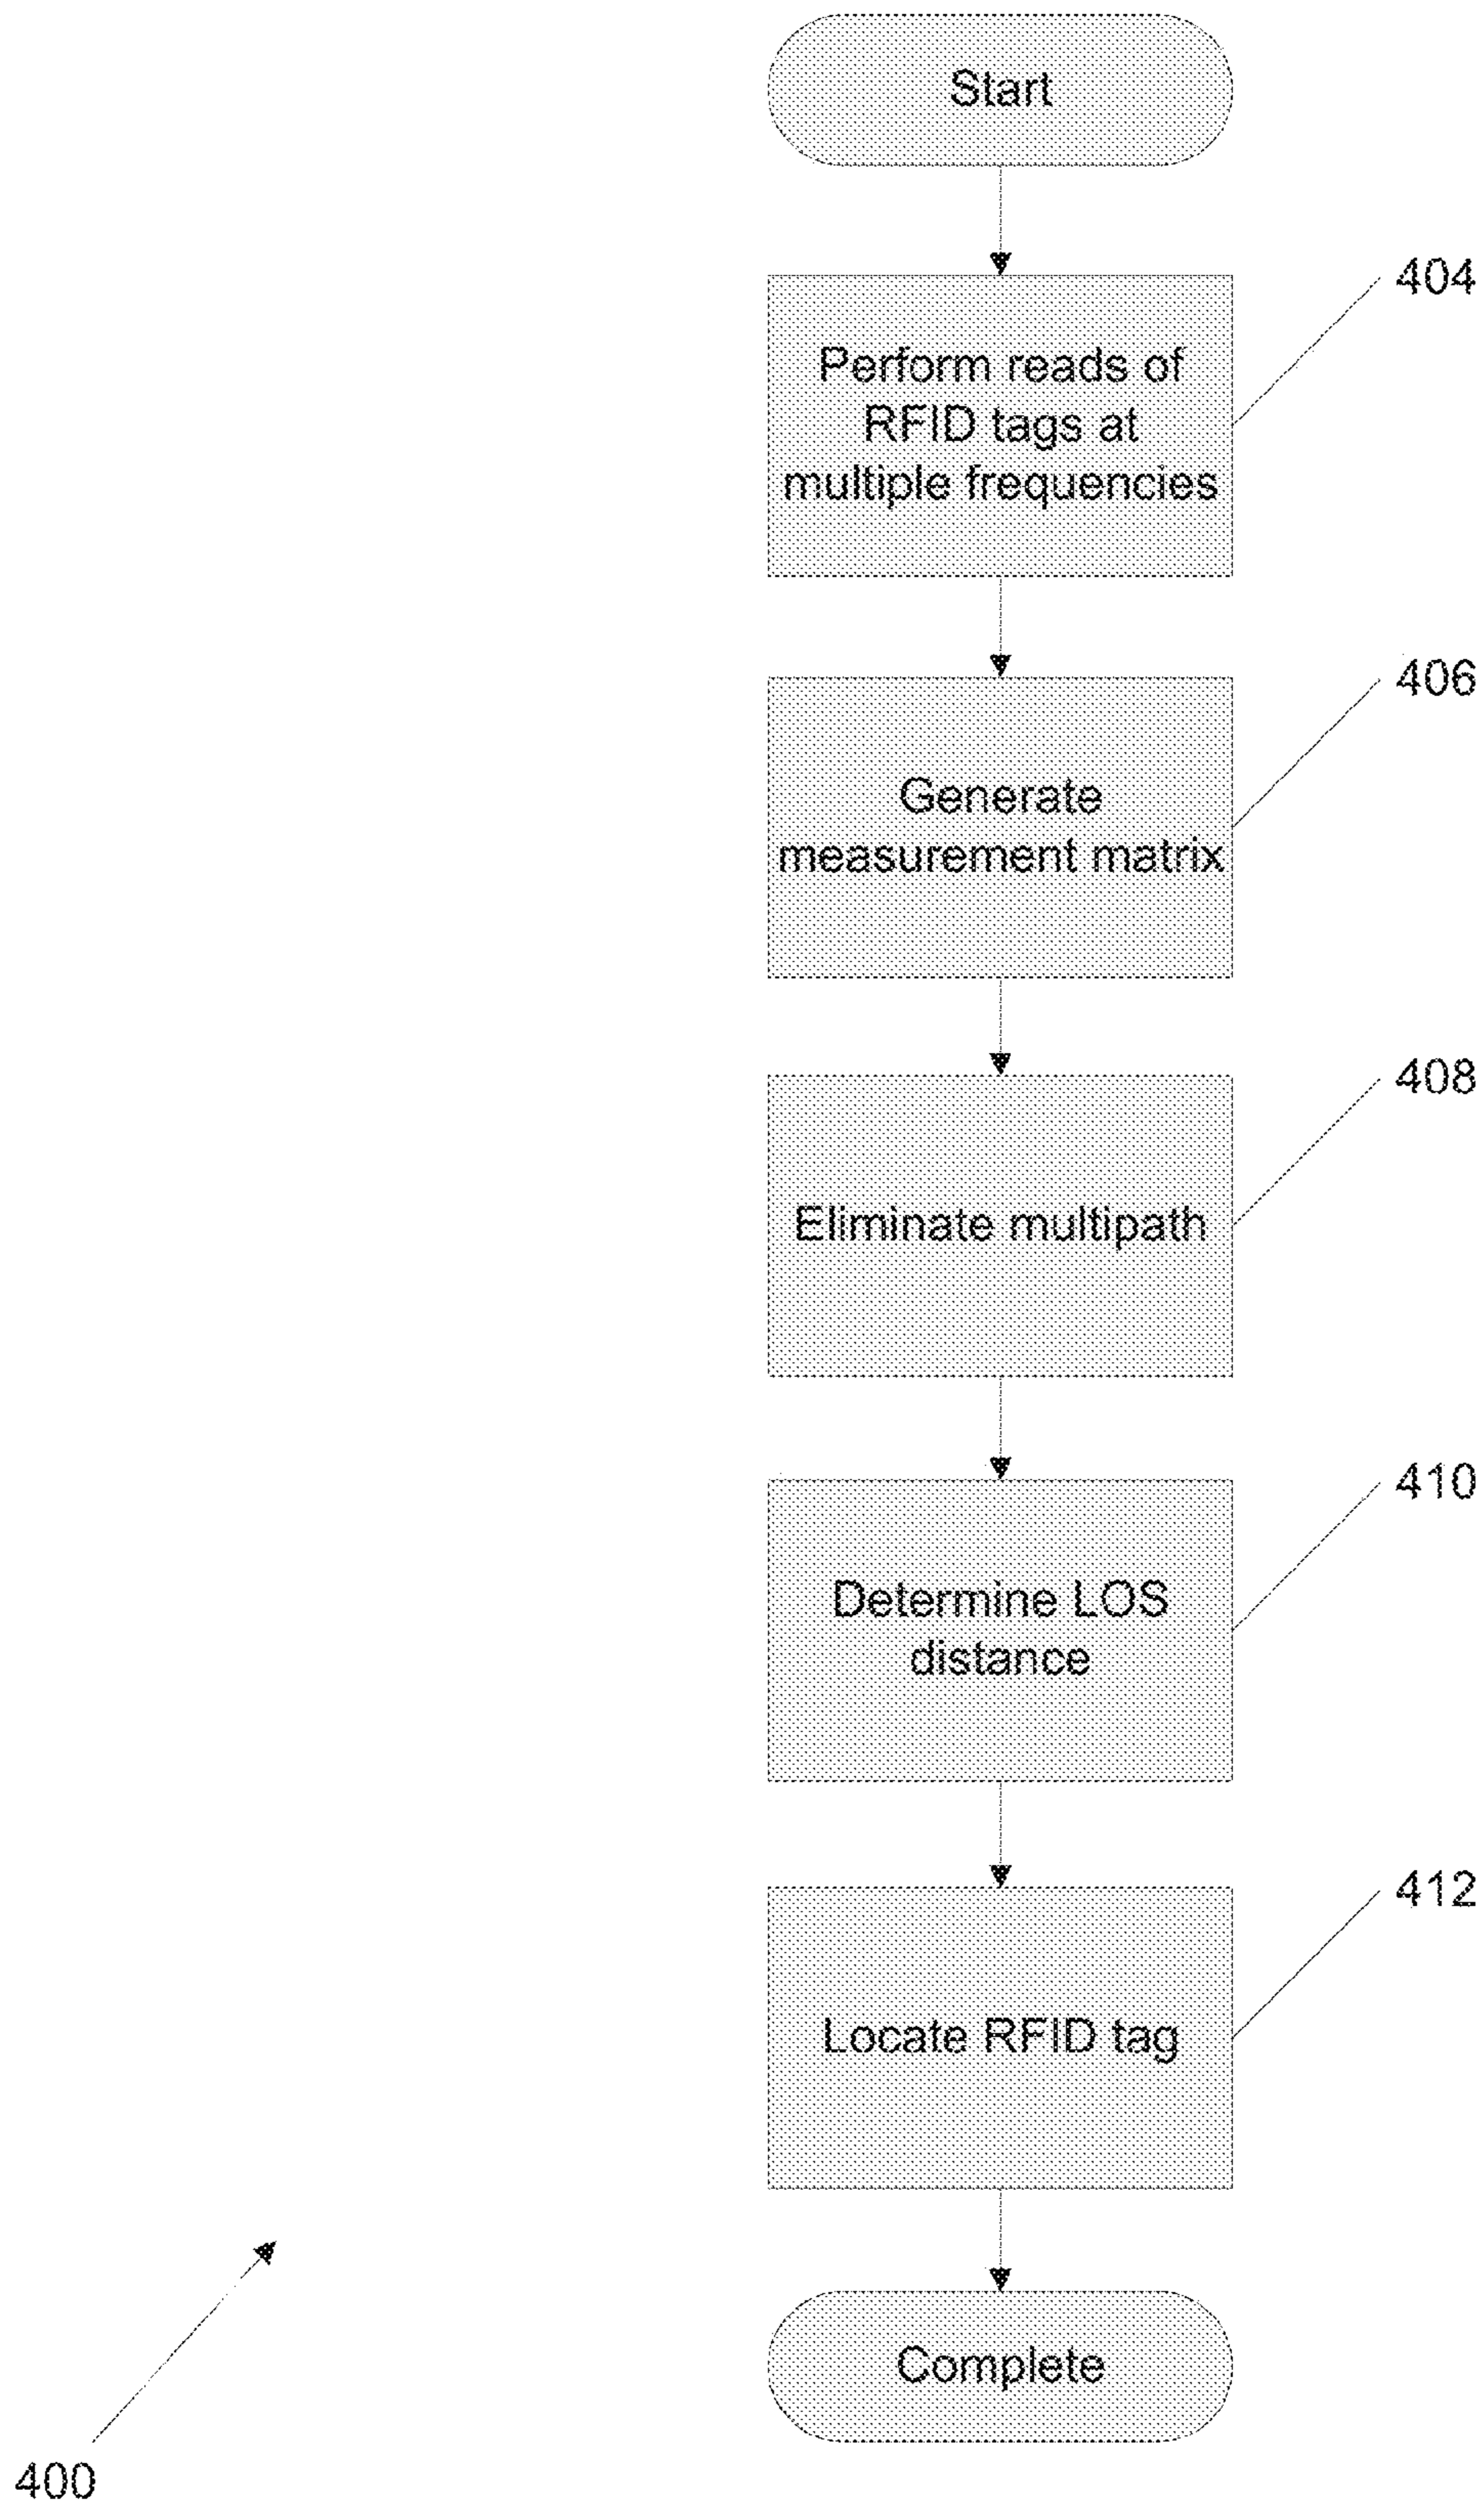 Start
404
Perform reads of
RFID tags at
multiple frequencies
406
Generate
measurement matrix
408
Eliminate multipath
410
Determine LOS
distance
412
Locate RFID tag
Complete
400